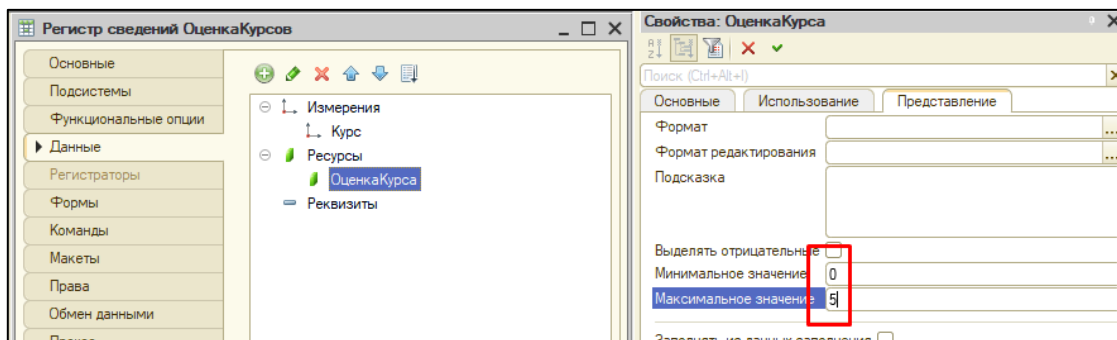 Регистр сведений ОценкаКурсов
Основные
Подсистемы
Функциональные опции
Данные
Регистраторы
Формы
Команды
Макеты
Права
Обмен данными
Измерения
Курс
Ресурсы
ОценкаКурса
Реквизиты
Свойства: ОценкаКурса
Поиск (Ctrl+Alt+I)
Основные Использование Представление
Формат
Формат редактирования
Подсказка
Выделять отрицательные
Минимальное значение 0
Максимальное значение 5